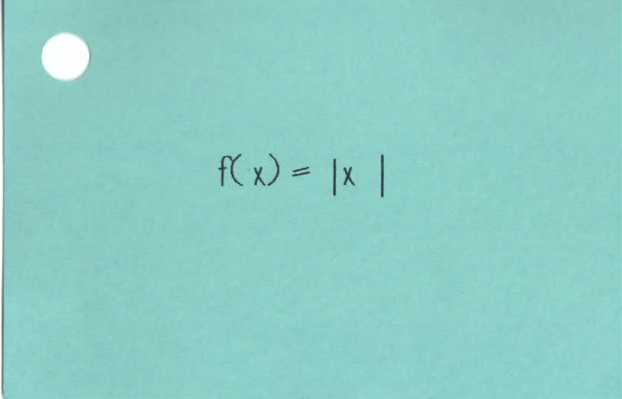 f(x) = |x |